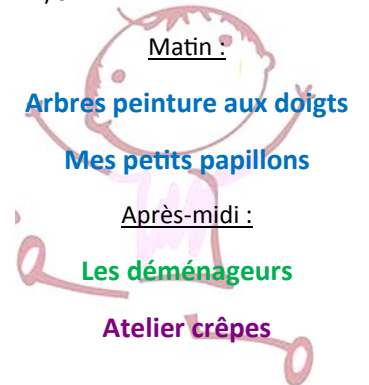 Matin :
Arbres peinture aux doigts
Mes petits papillons
Après-midi :
Les déménageurs
Atelier crêpes